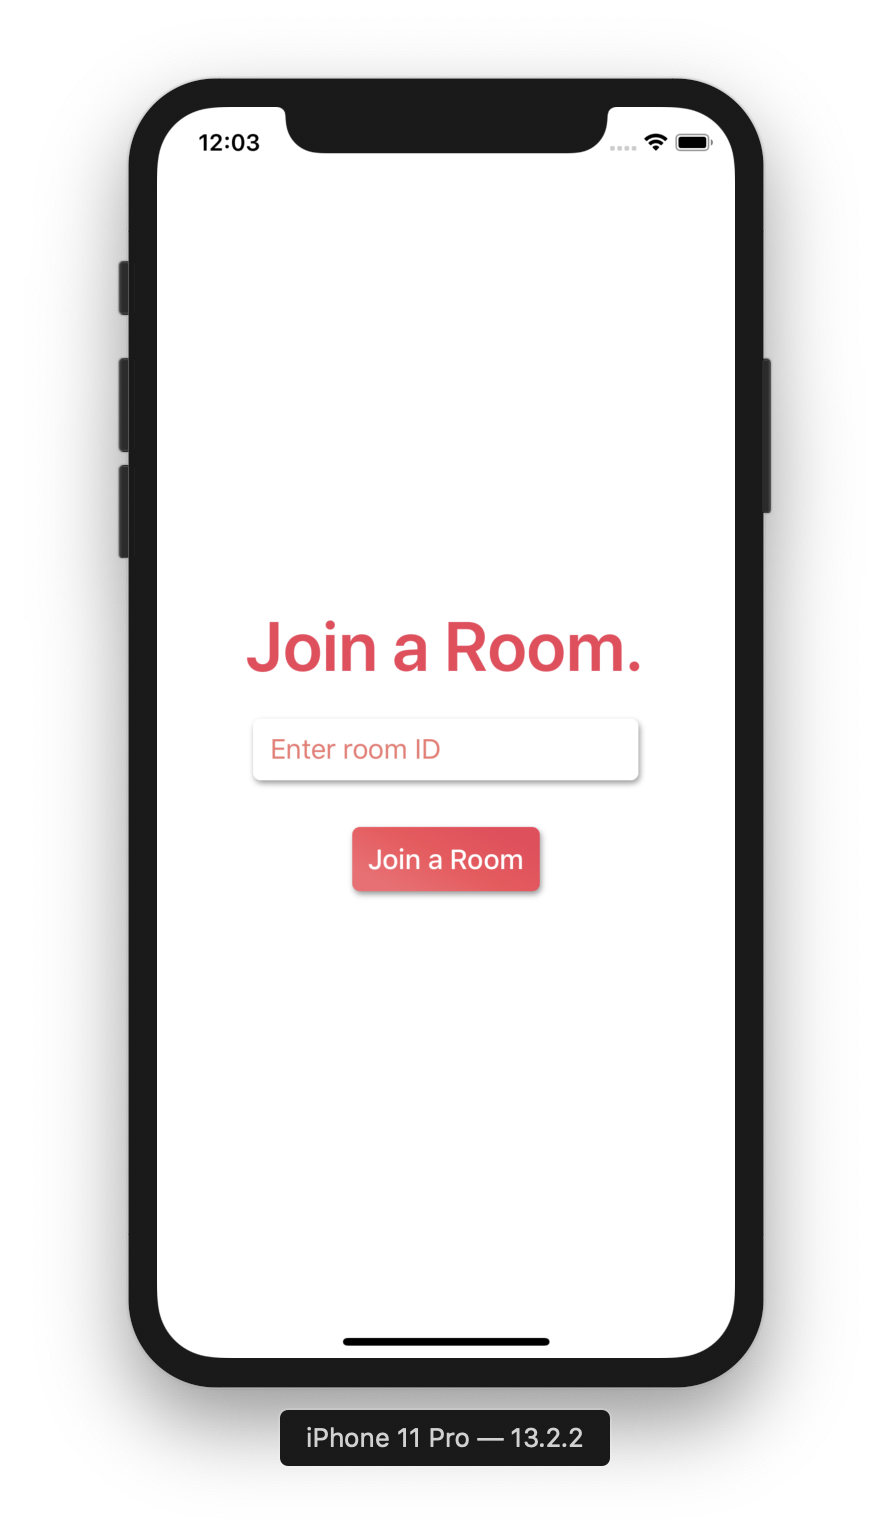 12:03
Join a Room.
Enter room ID
Join a Room
iPhone 11 Pro — 13.2.2